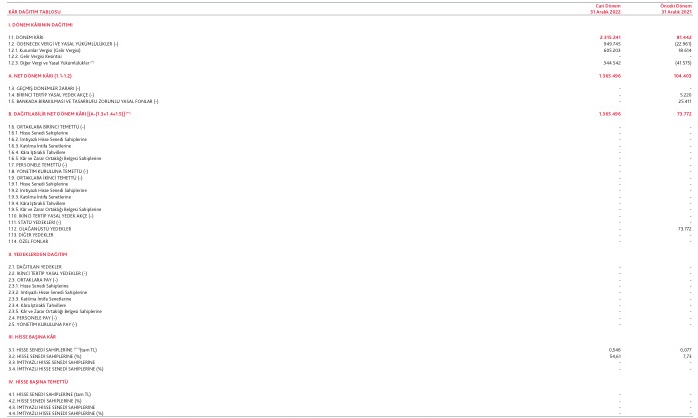 Cari Dönem Önceki Dönem
KÂR DAĞITIM TABLOSU 31 Aralık 2022 31 Aralık 2021
I. DÖNEM KÂRININ DAĞITIMI
1.1. DÖNEM KÂRI 2.315.241 81.442
1.2. ÖDENECEK VERGİ VE YASAL YÜKÜMLÜLÜKLER (-) 949.745 (22.961)
1.2.1. Kurumlar Vergisi (Gelir Vergisi) 605.203 18.614
1.2.2. Gelir Vergisi Kesintisi - -
1.2.3. Diğer Vergi ve Yasal Yükümlülükler 344.542 (41.575)
A. NET DÖNEM KÂRI (1.1-1.2) 1.365.496 104.403
1.3. GEÇMİŞ DÖNEMLER ZARARI (-) - -
1.4. BİRİNCİ TERTİP YASAL YEDEK AKÇE (-) - 5.220
1.5. BANKADA BIRAKILMASI VE TASARRUFU ZORUNLU YASAL FONLAR (-) - 25.411
B. DAĞITILABİLİR NET DÖNEM KÂRI [(A-(1.3+1.4+1.5)] 1.365.496 73.772
1.6. ORTAKLARA BİRİNCİ TEMETTÜ (-) - -
1.6.1. Hisse Senedi Sahiplerine - -
1.6.2. İmtiyazlı Hisse Senedi Sahiplerine - -
1.6.3. Katılma İntifa Senetlerine - -
1.6.4. Kâra İştirakli Tahvillere - -
1.6.5. Kâr ve Zarar Ortaklığı Belgesi Sahiplerine - -
1.7. PERSONELE TEMETTÜ (-) - -
1.8. YÖNETİM KURULUNA TEMETTÜ (-) - -
1.9. ORTAKLARA İKİNCİ TEMETTÜ (-) - -
1.9.1. Hisse Senedi Sahiplerine - -
1.9.2. İmtiyazlı Hisse Senedi Sahiplerine - -
1.9.3. Katılma İntifa Senetlerine - -
1.9.4. Kâra İştirakli Tahvillere - -
1.9.5. Kâr ve Zarar Ortaklığı Belgesi Sahiplerine - -
1.10. İKİNCİ TERTİP YASAL YEDEK AKÇE (-) - -
1.11. STATÜ YEDEKLERİ (-) - -
1.12. OLAĞANÜSTÜ YEDEKLER - 73.772
1.13. DİĞER YEDEKLER - -
1.14. ÖZEL FONLAR - -
II. YEDEKLERDEN DAĞITIM
2.1. DAĞITILAN YEDEKLER - -
2.2. İKİNCİ TERTİP YASAL YEDEKLER (-) - -
2.3. ORTAKLARA PAY (-) - -
2.3.1. Hisse Senedi Sahiplerine - -
2.3.2. İmtiyazlı Hisse Senedi Sahiplerine - -
2.3.3. Katılma İntifa Senetlerine - -
2.3.4. Kâra İştirakli Tahvillere - -
2.3.5. Kâr ve Zarar Ortaklığı Belgesi Sahiplerine - -
2.4. PERSONELE PAY (-) - -
2.5. YÖNETİM KURULUNA PAY (-) - -
III. HİSSE BAŞINA KÂR
3.1. HİSSE SENEDİ SAHİPLERİNE (tam TL) 0,546 0,077
3.2. HİSSE SENEDİ SAHİPLERİNE (%) 54,61 7,73
3.3. İMTİYAZLI HİSSE SENEDİ SAHİPLERİNE - -
3.4. İMTİYAZLI HİSSE SENEDİ SAHİPLERİNE (%) - -
IV. HİSSE BAŞINA TEMETTÜ
4.1. HİSSE SENEDİ SAHİPLERİNE (tam TL) - -
4.2. HİSSE SENEDİ SAHİPLERİNE (%) - -
4.3. İMTİYAZLI HİSSE SENEDİ SAHİPLERİNE - -
4.4. İMTİYAZLI HİSSE SENEDİ SAHİPLERİNE (%) - -